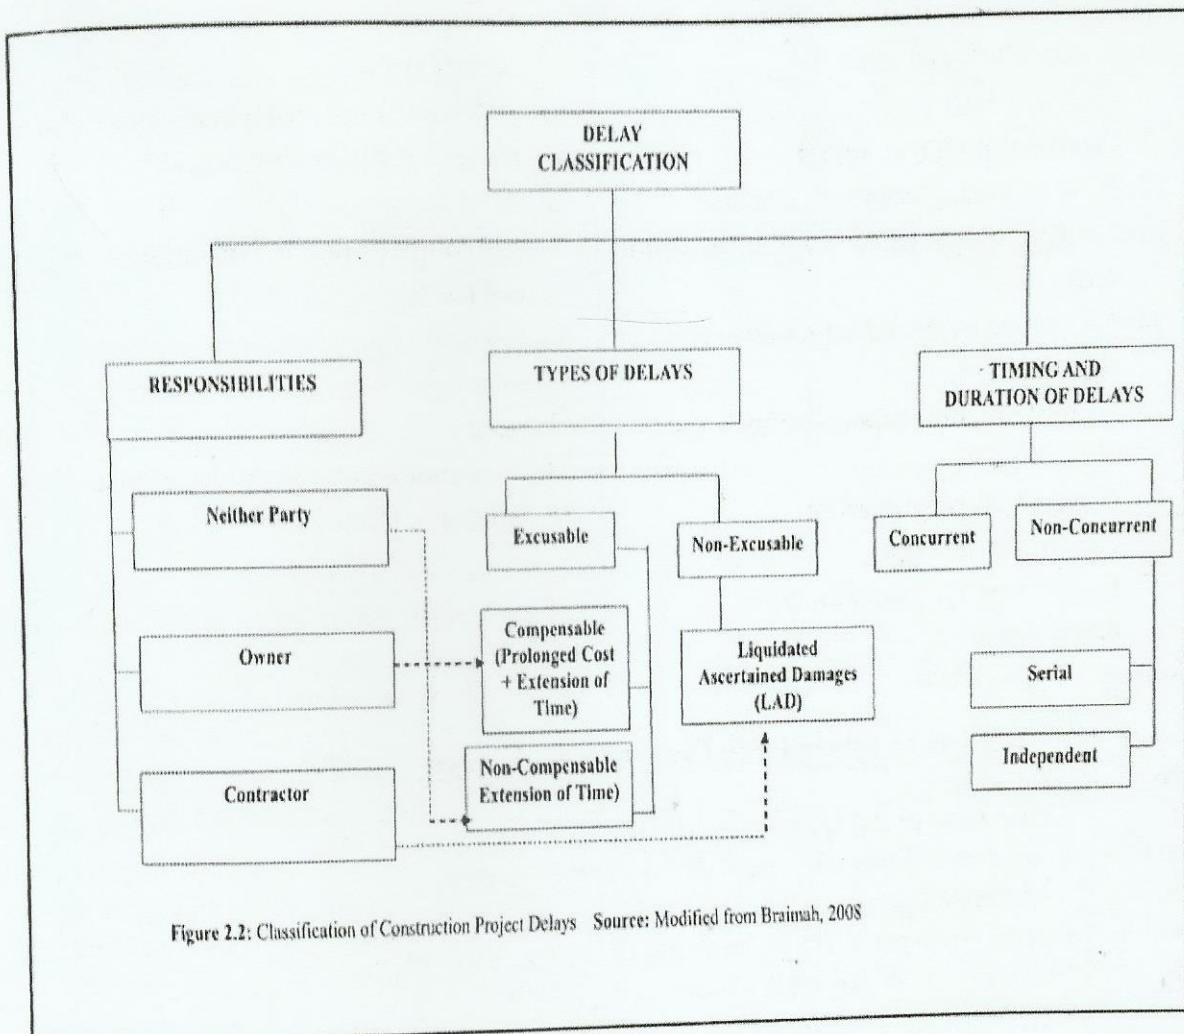 DELAY
CLASSIFICATION
RESPONSIBILITIES
TYPES OF DELAYS
TIMING AND
DURATION OF DELAYS
Neither Party
Owner
Contractor
Excusable
Non-Excusable
Compensable
(Prolonged Cost
+ Extension of
Time)
Non-Compensable
Extension of Time)
Liquidated
Ascertained Damages
(LAD)
Concurrent
Non-Concurrent
Serial
Independent
Figure 2.2: Classification of Construction Project Delays Source: Modified from Braimah, 2008